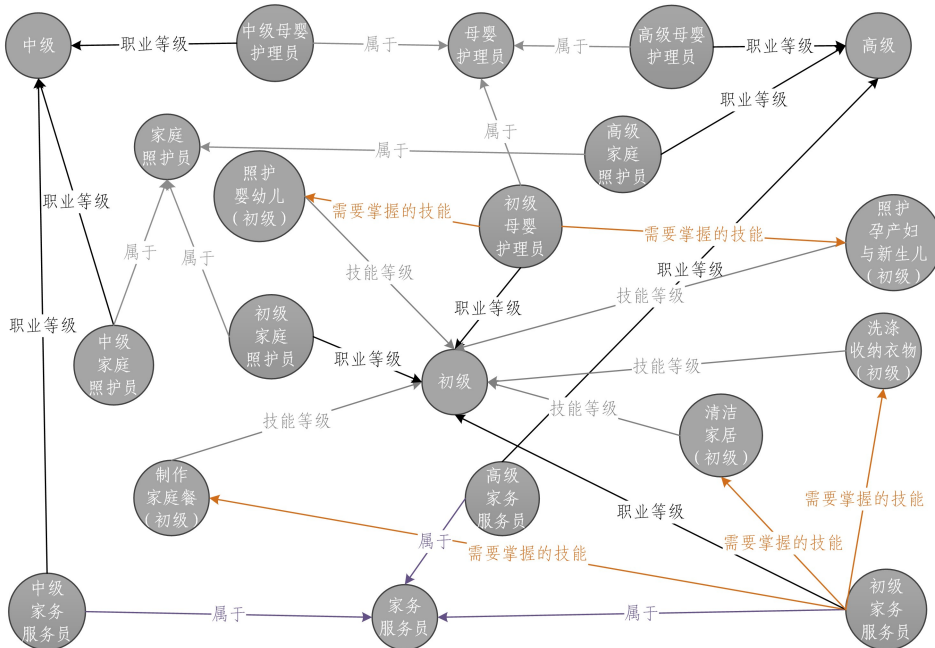 中级
职业等级
中级母婴
护理员
属于
母婴
护理员
属于
高级母婴
护理员
职业等级
高级
职业等级
家庭
照护员
属于
属于
高级
家庭
照护员
照护
婴幼儿
(初级)
需要掌握的技能
初级
母婴
护理员
需要掌握的技能
照护
孕产妇
与新生儿
(初级)
职业等级
属于
属于
技能等级
职业等级
技能等级
职业等级
职业等级
中级
家庭
照护员
初级
家庭
照护员
职业等级
初级
技能等级
洗涤
收纳衣物
(初级)
技能等级
技能等级
清洁
家居
(初级)
制作
家庭餐
(初级)
高级
家务
服务员
需要掌握的技能
职业等级
属于
需要掌握的技能
需要掌握的技能
中级
家务
服务员
属于
家务
服务员
属于
初级
家务
服务员